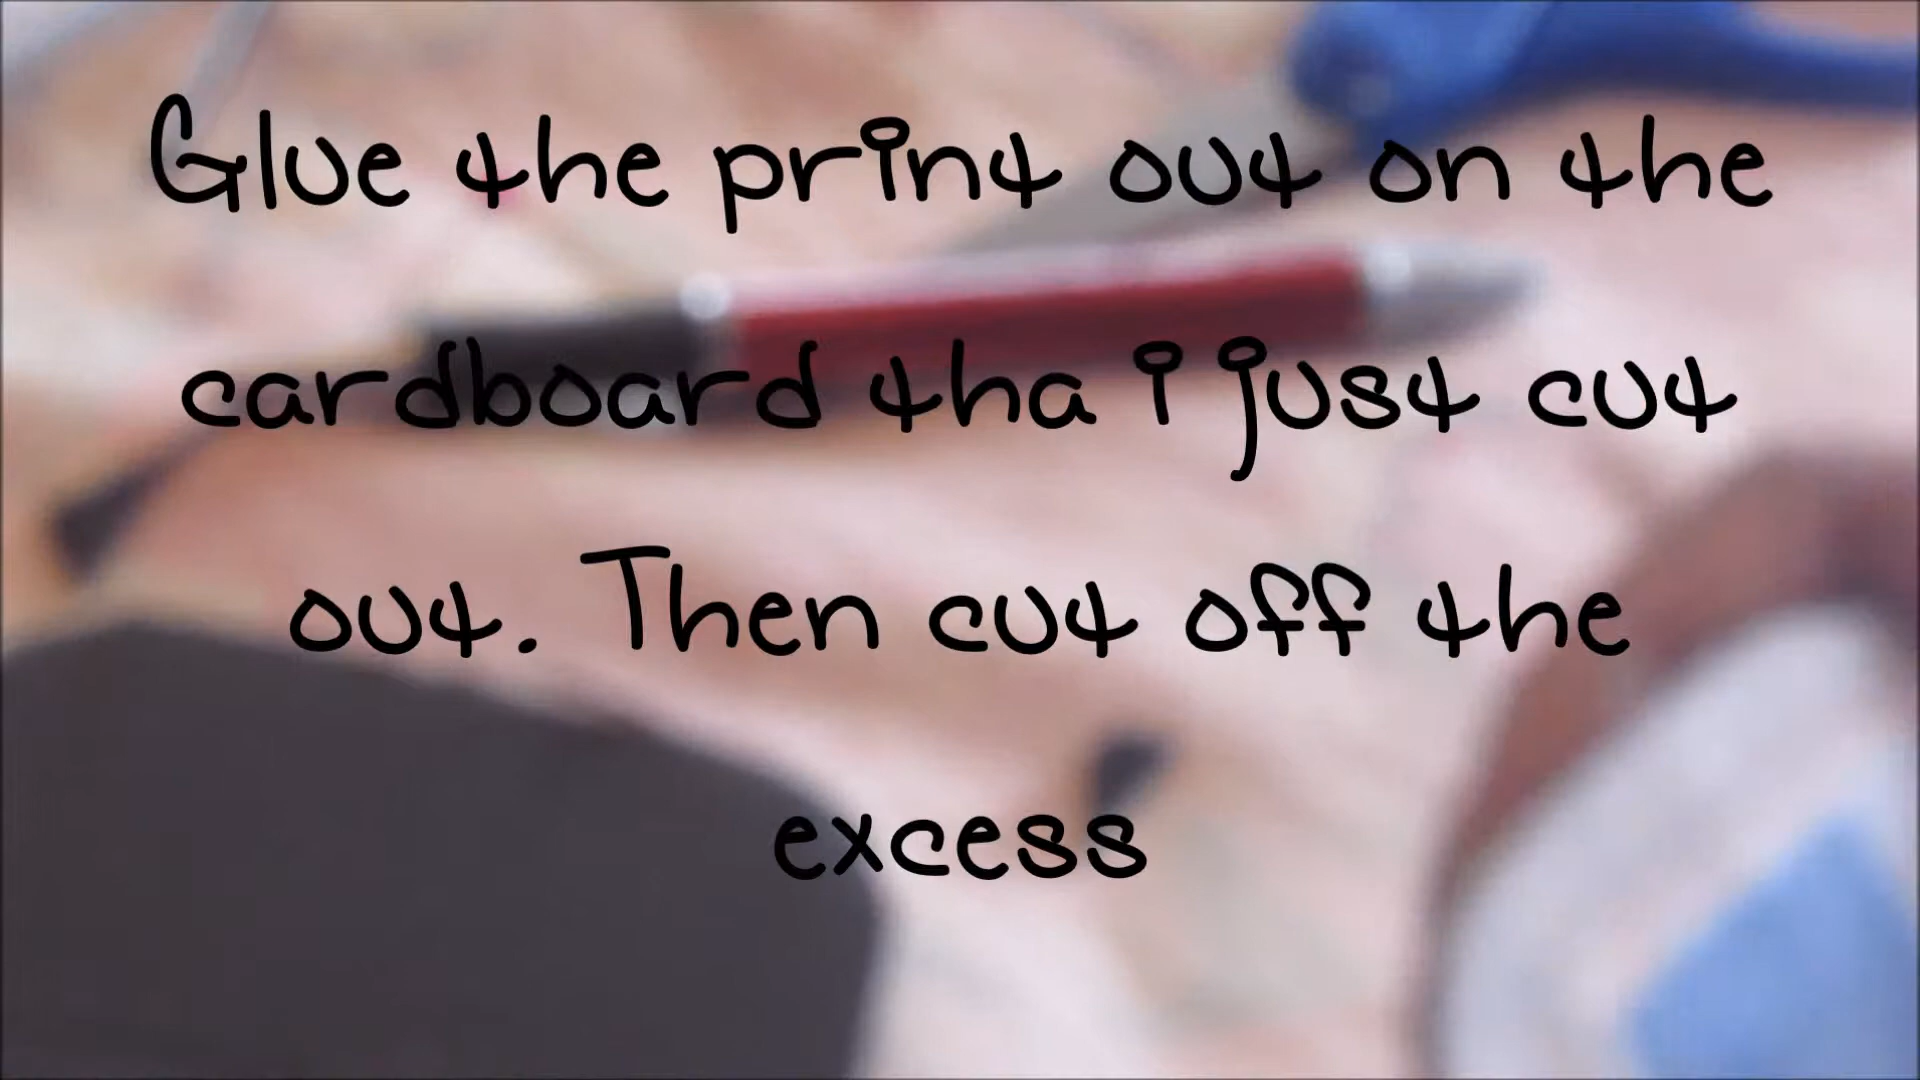 Glue the print out on the
cardboard tha i just cut
out. Then cut off the
excess